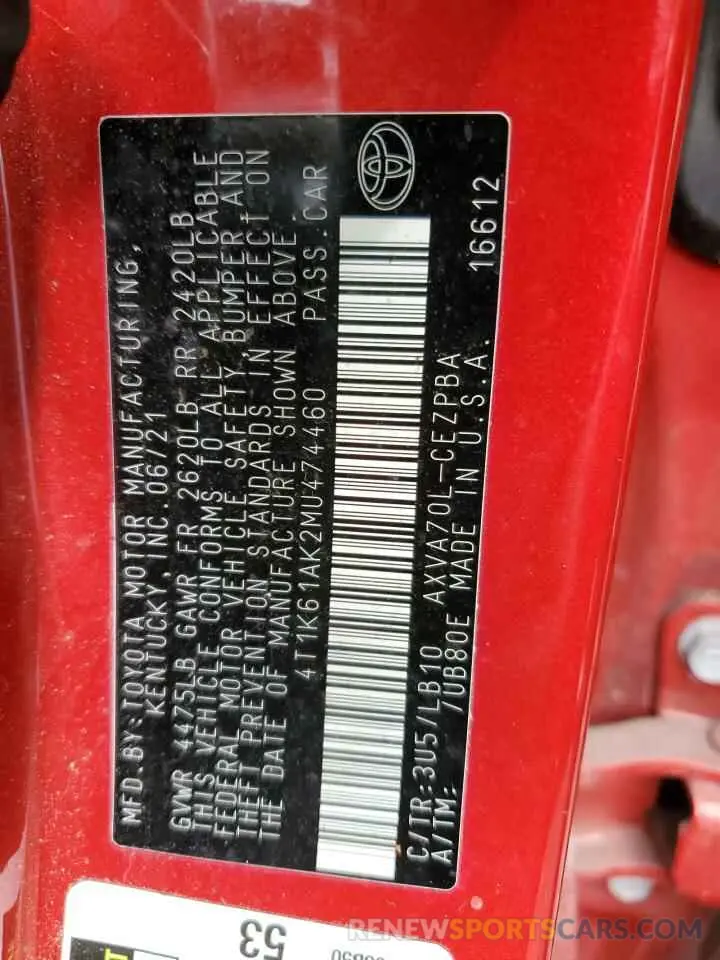 MFD.BY:TOYOTA MOTOR MANUFACTURING,
KENTUCKY, INC. 06/21
GVWR 4475LB GAWR FR 2620LB RR 2420LB
THIS VEHICLE CONFORMS TO ALL APPLICABLE
FEDERAL MOTOR VEHICLE SAFETY, BUMPER AND
THEFT PREVENTION STANDARDS IN EFFECT ON
THE DATE OF MANUFACTURE SHOWN ABOVE.
4T1K61AK2MU474460 PASS.CAR
C/TR:3U5/LB10 AXVA70L-CEZPBA
A/TM: 7UB80E MADE IN U.S.A. 16612
53
RENEWSPORTSCARS.COM